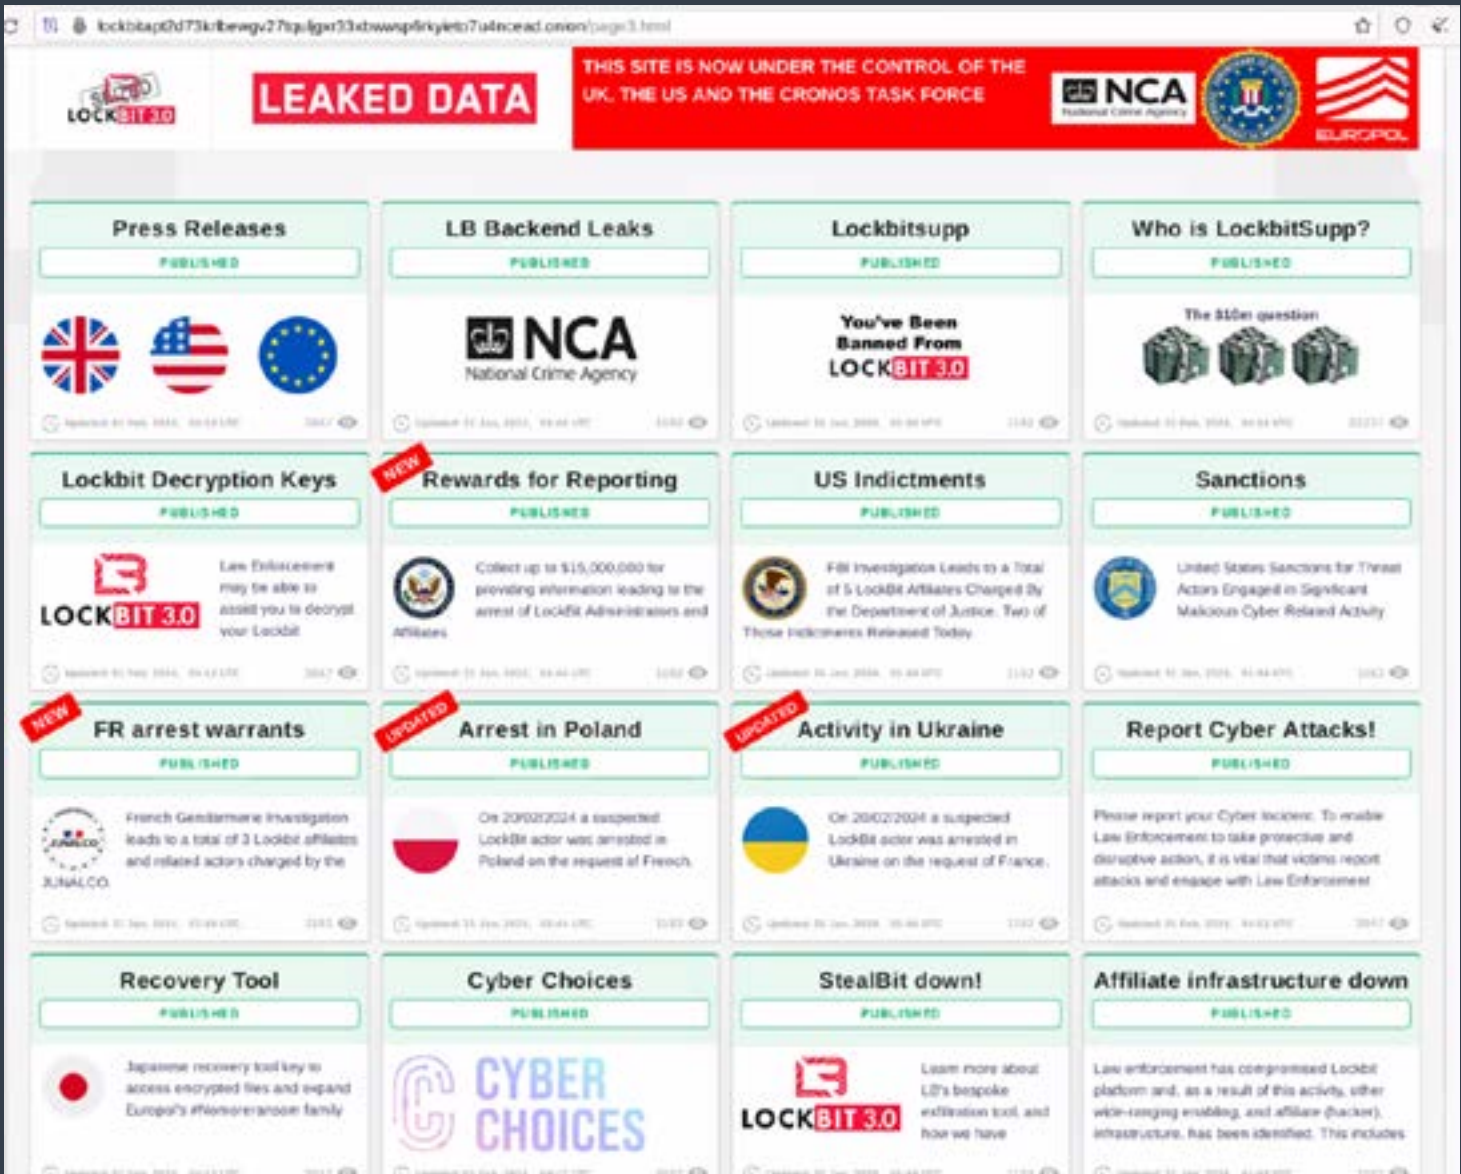 LOCKBIT 3.0
LEAKED DATA
THIS SITE IS NOW UNDER THE CONTROL OF THE
UK, THE US AND THE CRONOS TASK FORCE
NCA
National Crime Agency
EUROPOL
Press Releases
PUBLISHED
LB Backend Leaks
PUBLISHED
NCA
National Crime Agency
Lockbitsupp
PUBLISHED
You've Been
Banned From
LOCKBIT 3.0
Who is LockbitSupp?
PUBLISHED
The $10m question
Lockbit Decryption Keys
PUBLISHED
LOCKBIT 3.0
Law Enforcement
may be able to
assist you to decrypt
your Lockbit
NEW
Rewards for Reporting
PUBLISHED
Collect up to $15,000,000 for
providing information leading to the
arrest of LockBit Administrators and
Affiliates
US Indictments
PUBLISHED
FBI Investigation Leads to a Total
of 5 LockBit Affiliates Charged By
the Department of Justice. Two of
Those Indictments Released Today
Sanctions
PUBLISHED
United States Sanctions for Threat
Actors Engaged in Significant
Malicious Cyber Related Activity
NEW
FR arrest warrants
PUBLISHED
JUNALCO
French Gendarmerie Investigation
leads to a total of 3 Lockbit affiliates
and related actors charged by the
JUNALCO.
UPDATED
Arrest in Poland
PUBLISHED
On 20/02/2024 a suspected
LockBit actor was arrested in
Poland on the request of French.
UPDATED
Activity in Ukraine
PUBLISHED
On 20/02/2024 a suspected
LockBit actor was arrested in
Ukraine on the request of France.
Report Cyber Attacks!
PUBLISHED
Please report your Cyber Incident. To enable
Law Enforcement to take protective and
disruptive action, it is vital that victims report
attacks and engage with Law Enforcement
Recovery Tool
PUBLISHED
Japanese recovery tool key to
access encrypted files and expand
Europol's #Nomoreransom family
Cyber Choices
PUBLISHED
CYBER
CHOICES
StealBit down!
PUBLISHED
LOCKBIT 3.0
Learn more about
LB's bespoke
exfiltration tool, and
how we have
Affiliate infrastructure down
PUBLISHED
Law enforcement has compromised Lockbit
platform and, as a result of this activity, other
wide-ranging enabling, and affiliate (hacker),
infrastructure, has been identified. This includes